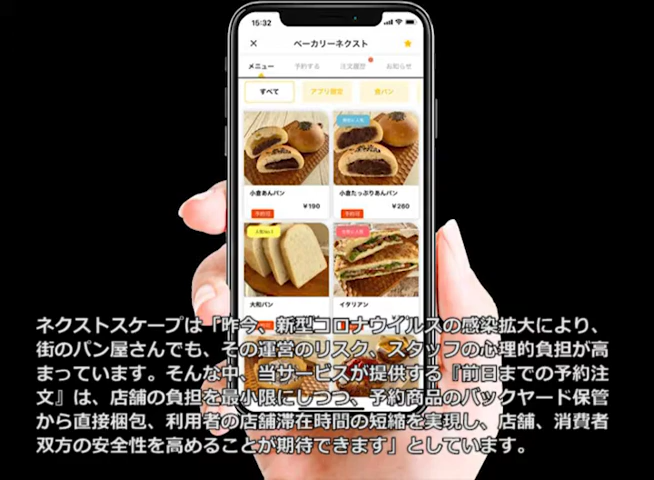 15:32
ベーカリーネクスト
メニュー 予約する 注文履歴 お知らせ
すべて アプリ限定 食パン
小倉あんパン 小倉たっぷりあんパン
¥190 ¥280
予約可 予約可
人気No.1
大和パン イタリアン
ネクストスケープは「昨今、新型コロナウイルスの感染拡大により、
街のパン屋さんでも、その運営のリスク、スタッフの心理的負担が高
まっています。そんな中、当サービスが提供する『前日までの予約注
文』は、店舗の負担を最小限にしつつ、予約商品のバックヤード保管
から直接梱包、利用者の店舗滞在時間の短縮を実現し、店舗、消費者
双方の安全性を高めることが期待できます」としています。